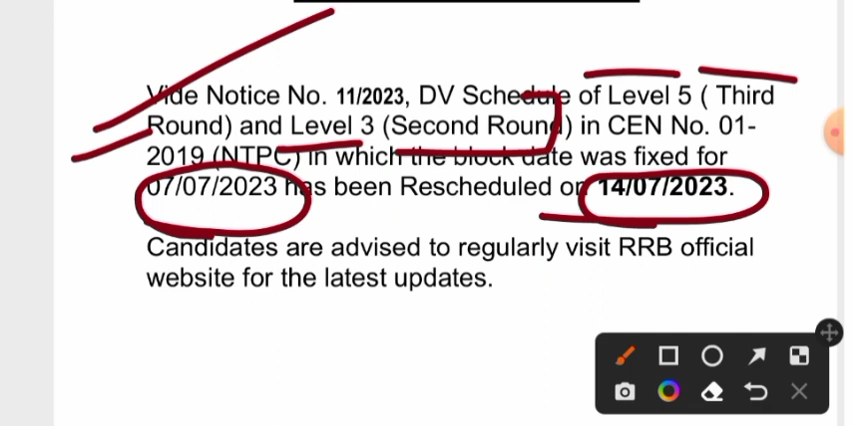 Vide Notice No. 11/2023, DV Schedule of Level 5 ( Third
Round) and Level 3 (Second Round) in CEN No. 01-
2019 (NTPC) in which the block date was fixed for
07/07/2023 has been Rescheduled on 14/07/2023.
Candidates are advised to regularly visit RRB official
website for the latest updates.